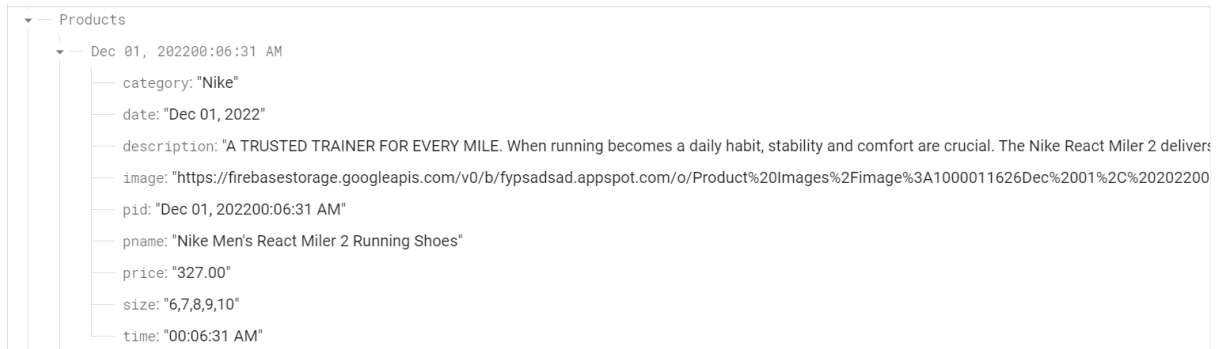 Products
Dec 01, 202200:06:31 AM
category: "Nike"
date: "Dec 01, 2022"
description: "A TRUSTED TRAINER FOR EVERY MILE. When running becomes a daily habit, stability and comfort are crucial. The Nike React Miler 2 delivers
image: "https://firebasestorage.googleapis.com/v0/b/fypsadsad.appspot.com/o/Product%20Images%2Fimage%3A1000011626Dec%2001%2C%20202200
pid: "Dec 01, 202200:06:31 AM"
pname: "Nike Men's React Miler 2 Running Shoes"
price: "327.00"
size: "6,7,8,9,10"
time: "00:06:31 AM"